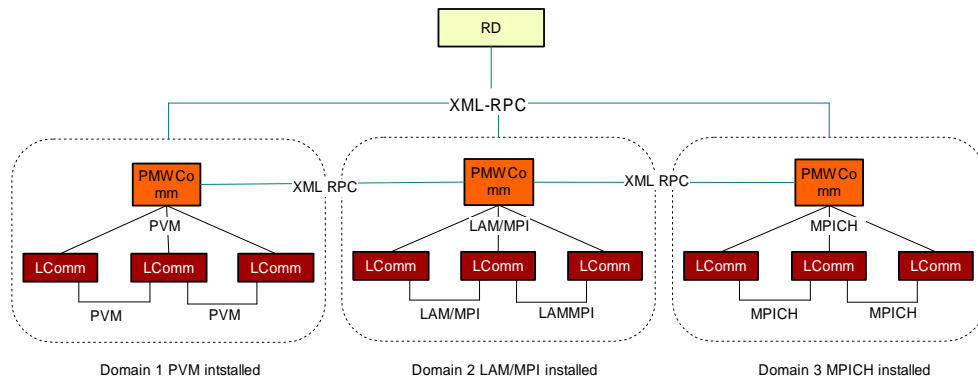 RD
XML-RPC
PMWCo
mm
XML RPC
PMWCo
mm
XML RPC
PMWCo
mm
PVM
LAM/MPI
MPICH
LComm
LComm
LComm
LComm
LComm
LComm
LComm
LComm
LComm
PVM
PVM
LAM/MPI
LAMMPI
MPICH
MPICH
Domain 1 PVM intstalled
Domain 2 LAM/MPI installed
Domain 3 MPICH installed